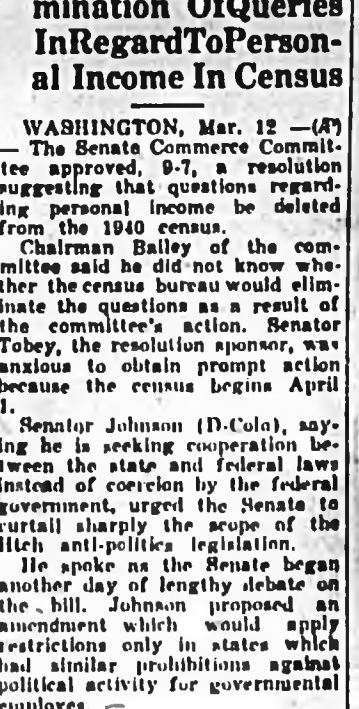 mination Of Queries
InRegardToPerson-
al Income In Census
WASHINGTON, Mar. 12 —(AP)
— The Senate Commerce Commit-
tee approved, 9-7, a resolution
suggesting that questions regard-
ing personal income be deleted
from the 1940 census.
Chairman Bailey of the com-
mittee said he did not know whe-
ther the census bureau would elim-
inate the questions as a result of
the committee's action. Senator
Tobey, the resolution sponsor, was
anxious to obtain prompt action
because the census begins April
1.
Senator Johnson (D-Colo), say-
ing he is seeking cooperation be-
tween the state and federal laws
instead of coercion by the federal
government, urged the Senate to
curtail sharply the scope of the
Hatch anti-politics legislation.
He spoke as the Senate began
another day of lengthy debate on
the bill. Johnson proposed an
amendment which would apply
restrictions only in states which
had similar prohibitions against
political activity for governmental
employes.